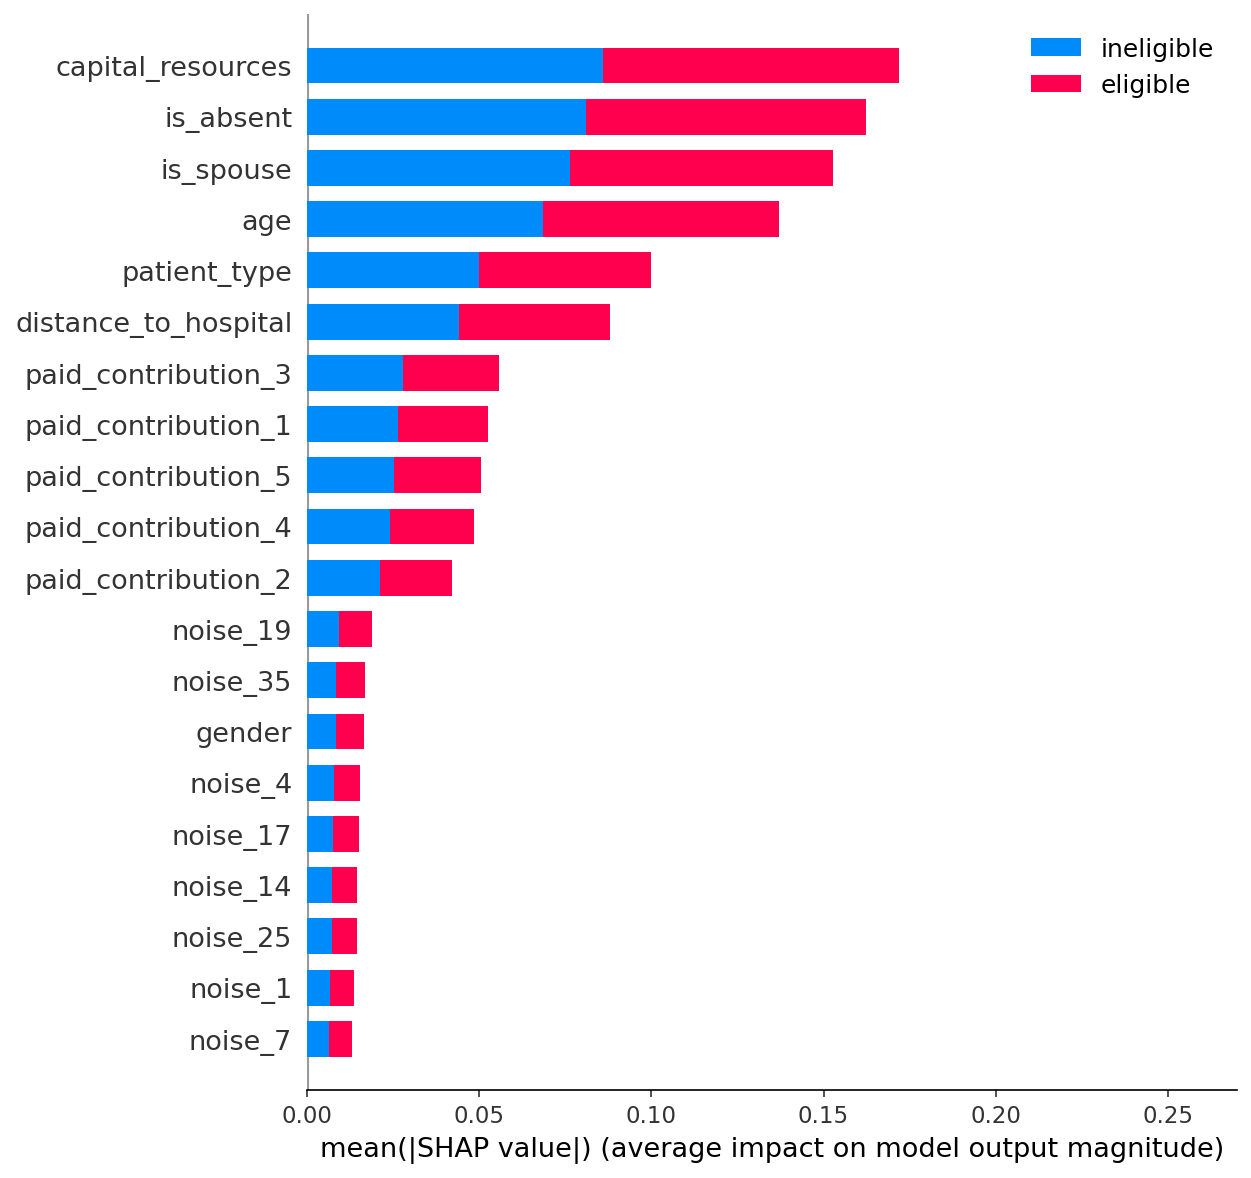 ineligible
eligible
capital_resources
is_absent
is_spouse
age
patient_type
distance_to_hospital
paid_contribution_3
paid_contribution_1
paid_contribution_5
paid_contribution_4
paid_contribution_2
noise_19
noise_35
gender
noise_4
noise_17
noise_14
noise_25
noise_1
noise_7
0.00 0.05 0.10 0.15 0.20 0.25
mean(|SHAP value|) (average impact on model output magnitude)